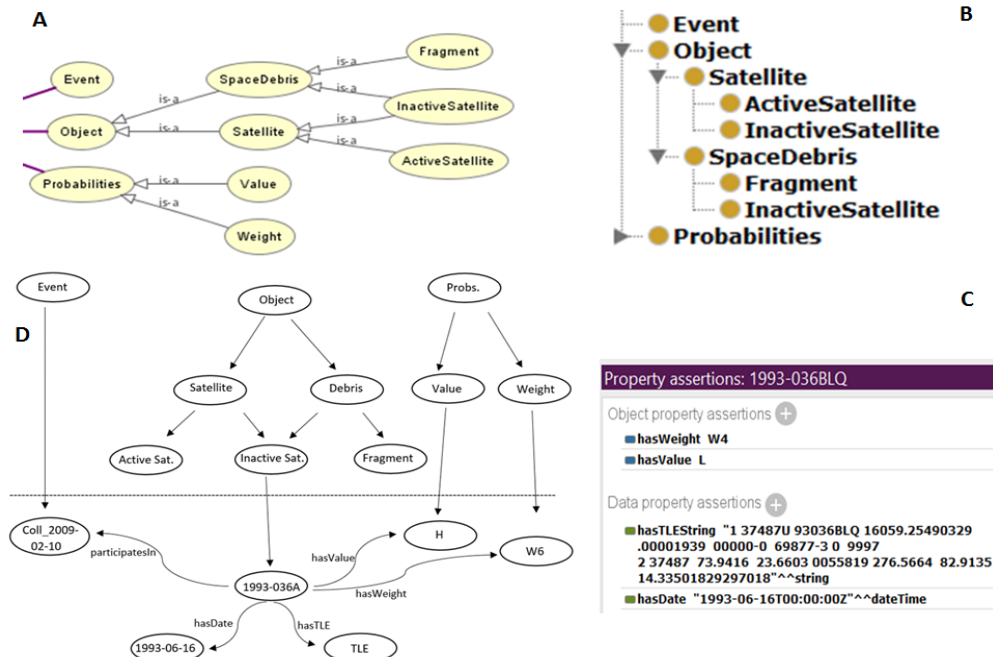 A
Event
Object
Probabilities
SpaceDebris
Satellite
Value
Weight
Fragment
InactiveSatellite
ActiveSatellite
is-a
is-a
is-a
is-a
is-a
is-a
is-a
is-a
B
Event
Object
Satellite
ActiveSatellite
InactiveSatellite
SpaceDebris
Fragment
InactiveSatellite
Probabilities
C
Property assertions: 1993-036BLQ
Object property assertions
hasWeight W4
hasValue L
Data property assertions
hasTLEString "1 37487U 93036BLQ 16059.25490329
.00001939 00000-0 69877-3 0 9997
2 37487 73.9416 23.6603 0055819 276.5664 82.9135
14.33501829297018"^^string
hasDate "1993-06-16T00:00:00Z"^^dateTime
D
Event
Object
Probs.
Satellite
Debris
Value
Weight
Active Sat.
Inactive Sat.
Fragment
Coll_2009-
02-10
participatesIn
hasValue
H
W6
1993-036A
hasWeight
hasDate
hasTLE
1993-06-16
TLE